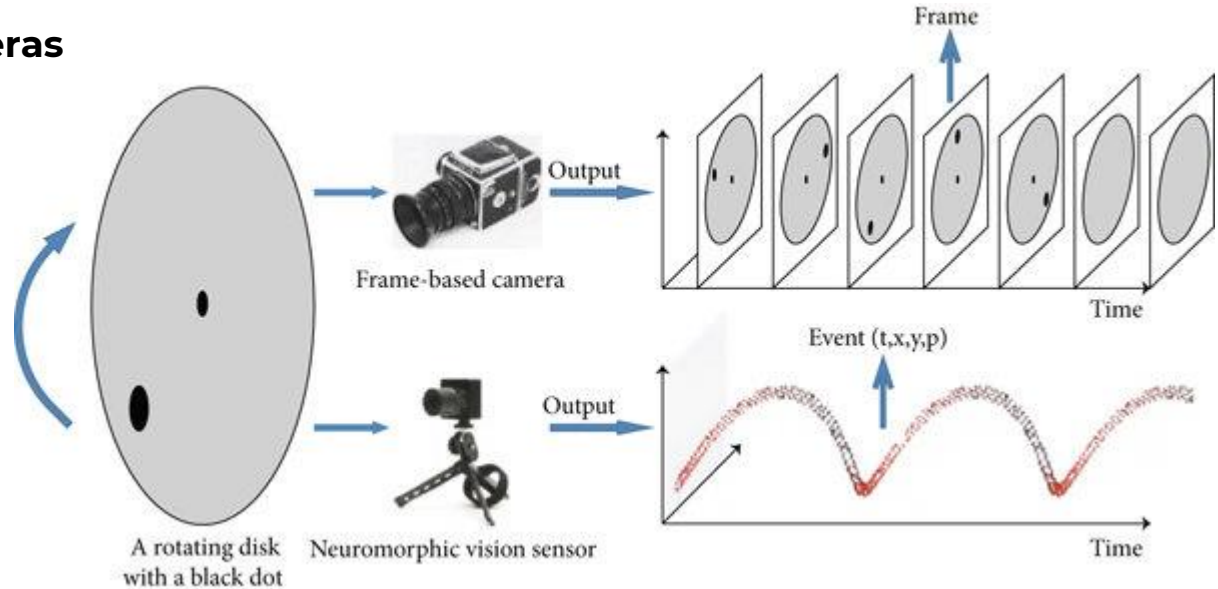 eras
Frame
Output
Frame-based camera
Time
Event (t,x,y,p)
Output
A rotating disk
with a black dot
Neuromorphic vision sensor
Time